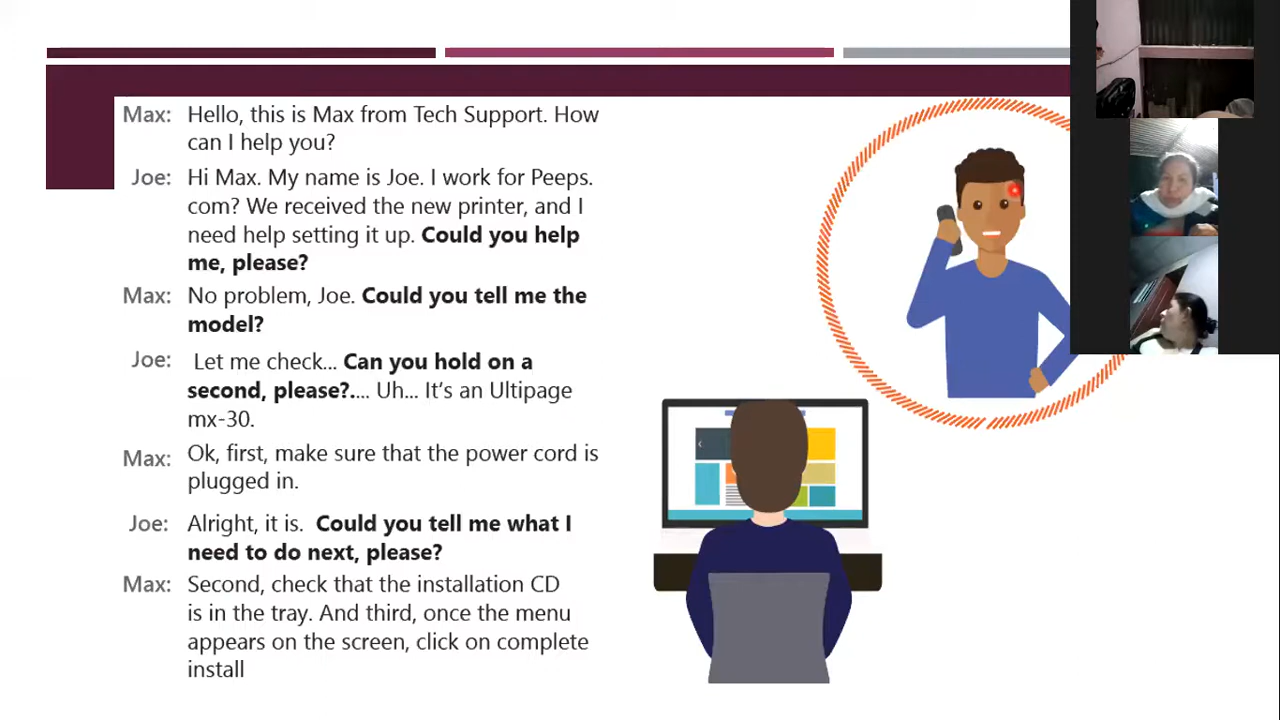 Max: Hello, this is Max from Tech Support. How
can I help you?
Joe: Hi Max. My name is Joe. I work for Peeps.
com? We received the new printer, and I
need help setting it up. Could you help
me, please?
Max: No problem, Joe. Could you tell me the
model?
Joe: Let me check... Can you hold on a
second, please?.... Uh... It’s an Ultipage
mx-30.
Max: Ok, first, make sure that the power cord is
plugged in.
Joe: Alright, it is. Could you tell me what I
need to do next, please?
Max: Second, check that the installation CD
is in the tray. And third, once the menu
appears on the screen, click on complete
install